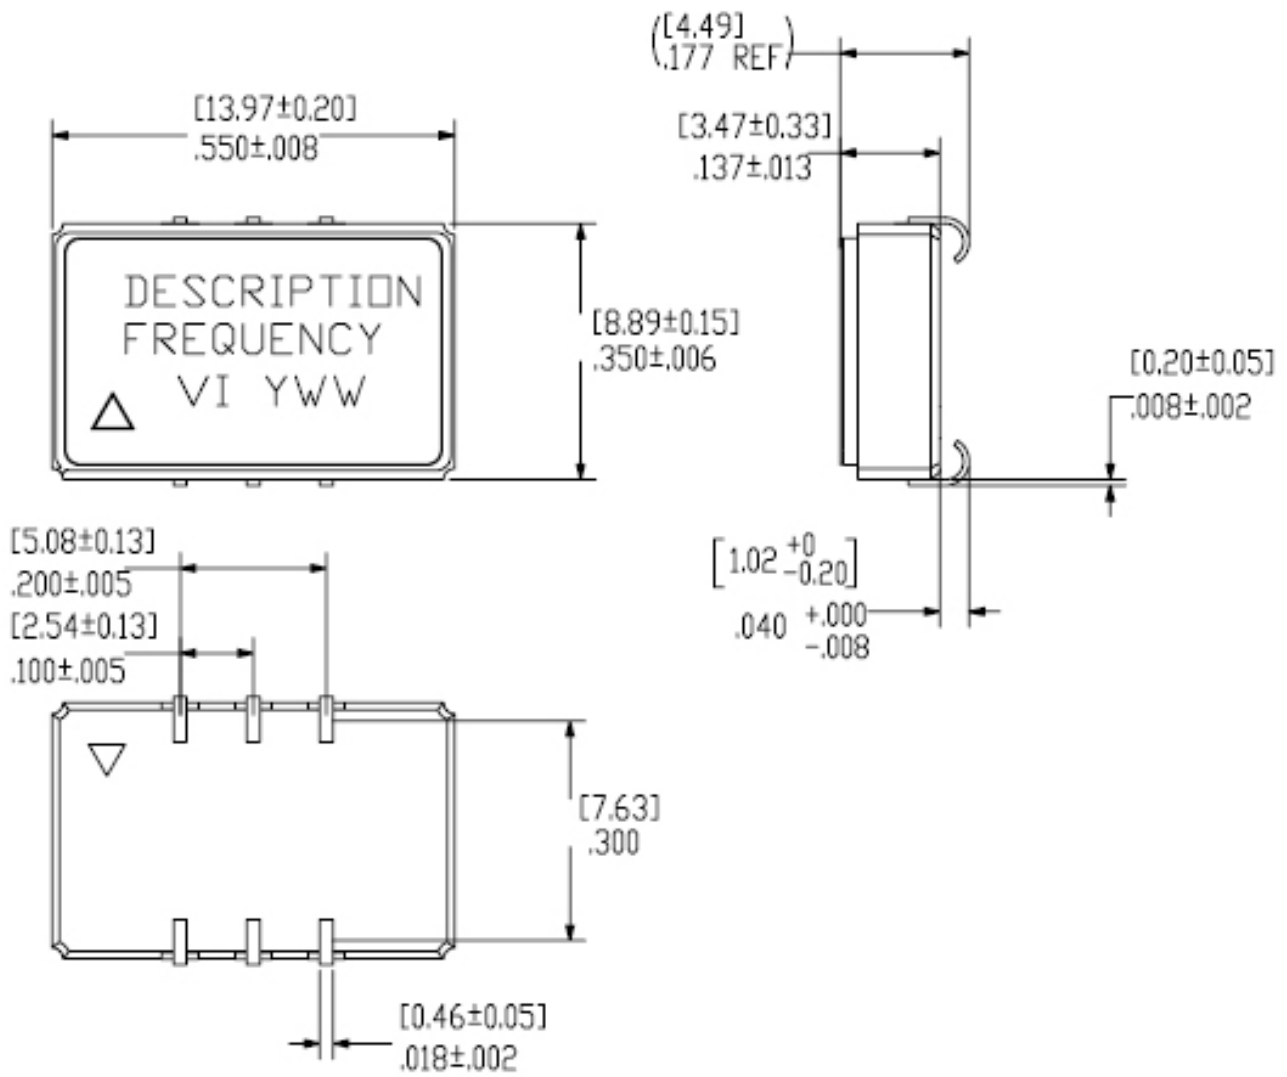 ([4.49]
.177 REF)
[13.97±0.20]
.550±.008
[3.47±0.33]
.137±.013
DESCRIPTION
FREQUENCY
VI YWW
[8.89±0.15]
.350±.006
[0.20±0.05]
.008±.002
[5.08±0.13]
.200±.005
[2.54±0.13]
.100±.005
[1.02 +0 -0.20]
.040 +.000 -.008
[7.63]
.300
[0.46±0.05]
.018±.002